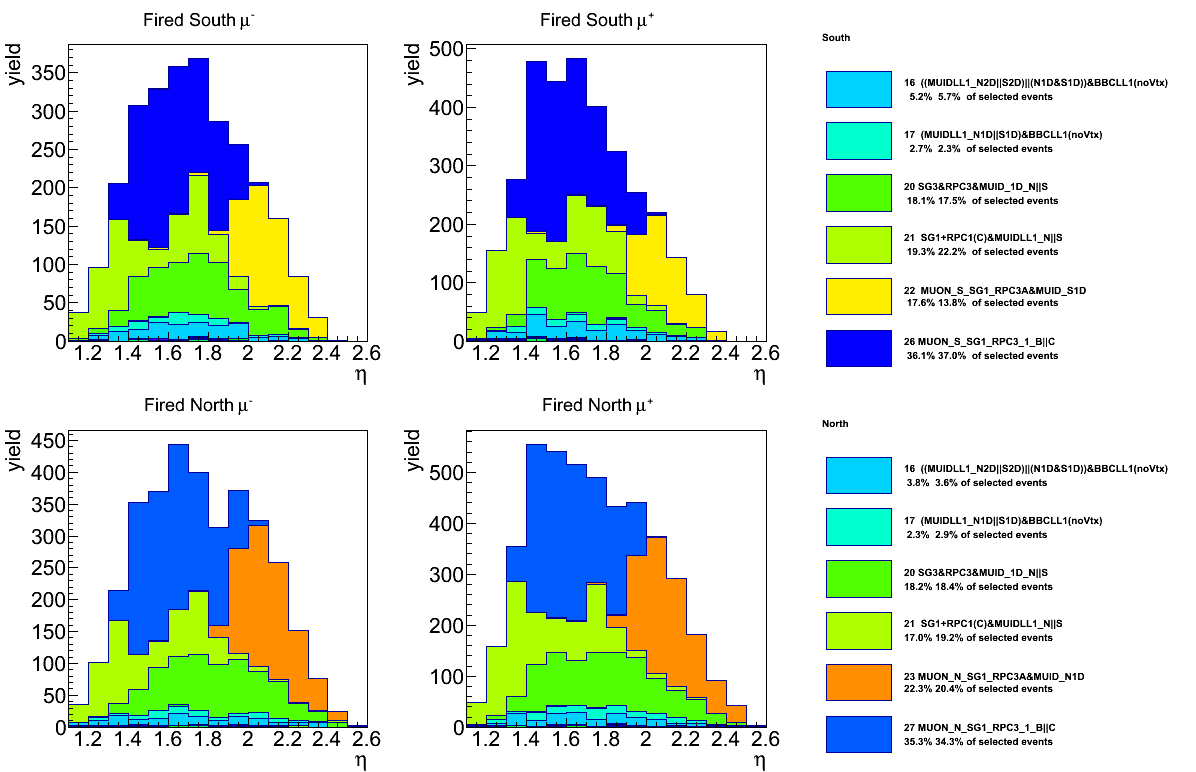 Fired South μ-
yield
350
300
250
200
150
100
50
0
1.2 1.4 1.6 1.8 2 2.2 2.4 2.6
η
Fired South μ+
yield
500
400
300
200
100
0
1.2 1.4 1.6 1.8 2 2.2 2.4 2.6
η
South
16 ((MUIDLL1_N2D||S2D)||(N1D&S1D))&BBCLL1(noVtx)
5.2% 5.7% of selected events
17 (MUIDLL1_N1D||S1D)&BBCLL1(noVtx)
2.7% 2.3% of selected events
20 SG3&RPC3&MUID_1D_N||S
18.1% 17.5% of selected events
21 SG1+RPC1(C)&MUIDLL1_N||S
19.3% 22.2% of selected events
22 MUON_S_SG1_RPC3A&MUID_S1D
17.6% 13.8% of selected events
26 MUON_S_SG1_RPC3_1_B||C
36.1% 37.0% of selected events
Fired North μ-
yield
450
400
350
300
250
200
150
100
50
0
1.2 1.4 1.6 1.8 2 2.2 2.4 2.6
η
Fired North μ+
yield
500
400
300
200
100
0
1.2 1.4 1.6 1.8 2 2.2 2.4 2.6
η
North
16 ((MUIDLL1_N2D||S2D)||(N1D&S1D))&BBCLL1(noVtx)
3.8% 3.6% of selected events
17 (MUIDLL1_N1D||S1D)&BBCLL1(noVtx)
2.3% 2.9% of selected events
20 SG3&RPC3&MUID_1D_N||S
18.2% 18.4% of selected events
21 SG1+RPC1(C)&MUIDLL1_N||S
17.0% 19.2% of selected events
23 MUON_N_SG1_RPC3A&MUID_N1D
22.3% 20.4% of selected events
27 MUON_N_SG1_RPC3_1_B||C
35.3% 34.3% of selected events